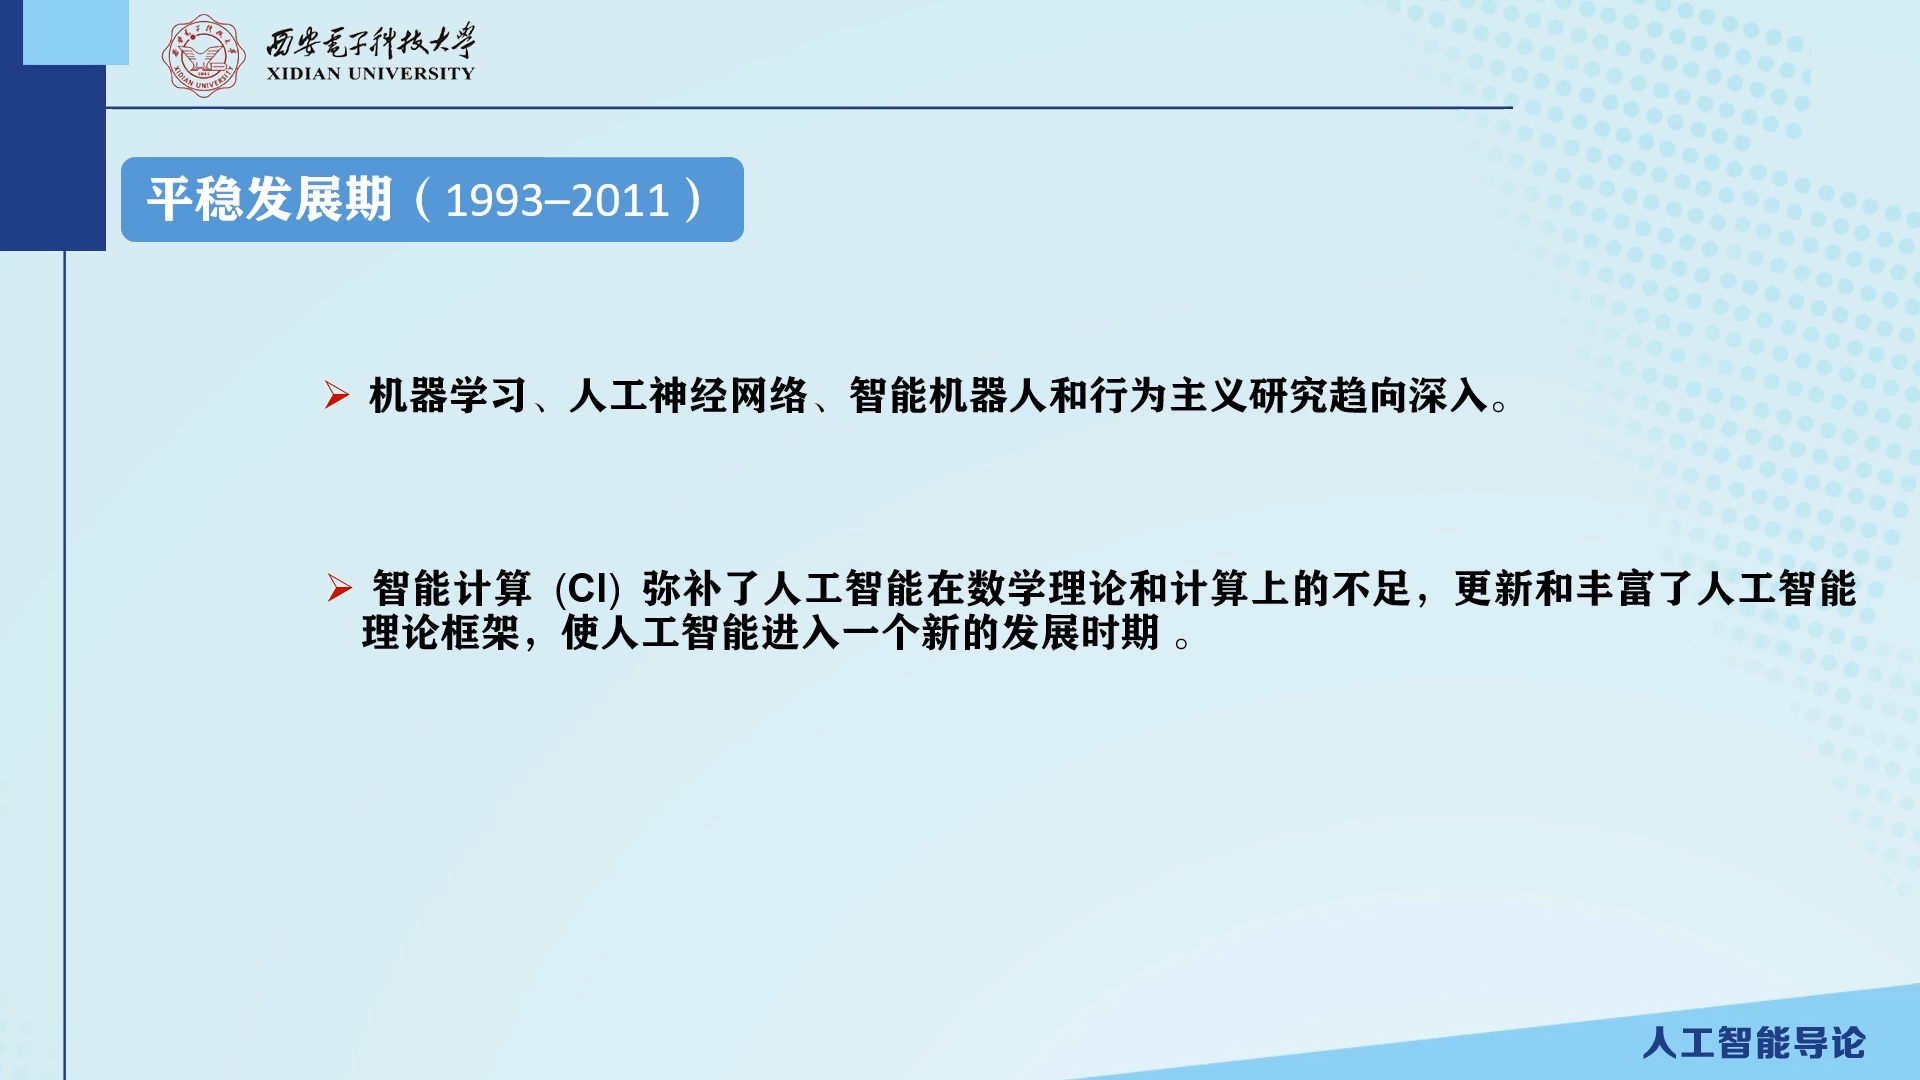 西安电子科技大学
XIDIAN UNIVERSITY
平稳发展期（1993–2011）
机器学习、人工神经网络、智能机器人和行为主义研究趋向深入。
智能计算 (CI) 弥补了人工智能在数学理论和计算上的不足，更新和丰富了人工智能
理论框架，使人工智能进入一个新的发展时期 。
人工智能导论